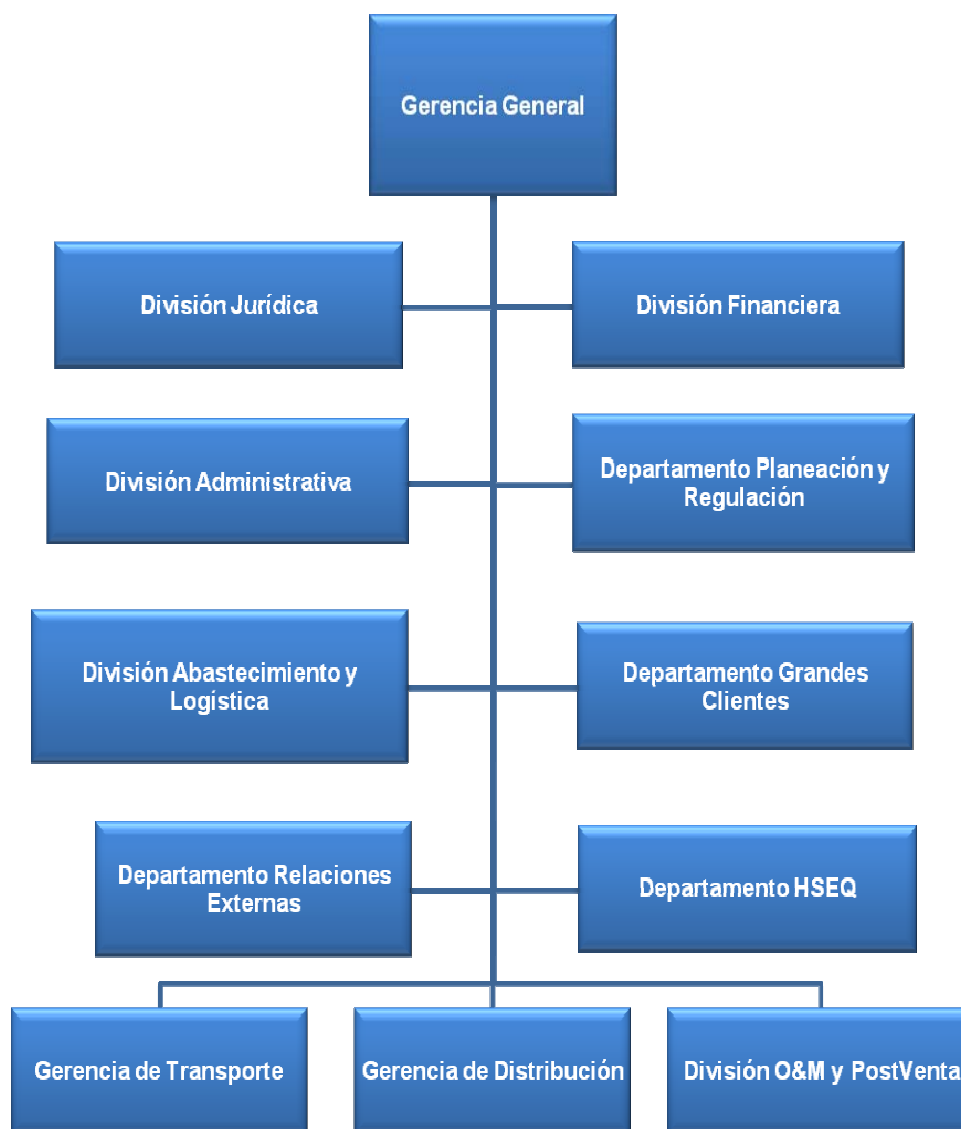 Gerencia General
División Jurídica
División Financiera
División Administrativa
Departamento Planeación y
Regulación
División Abastecimiento y
Logística
Departamento Grandes
Clientes
Departamento Relaciones
Externas
Departamento HSEQ
Gerencia de Transporte
Gerencia de Distribución
División O&M y PostVenta